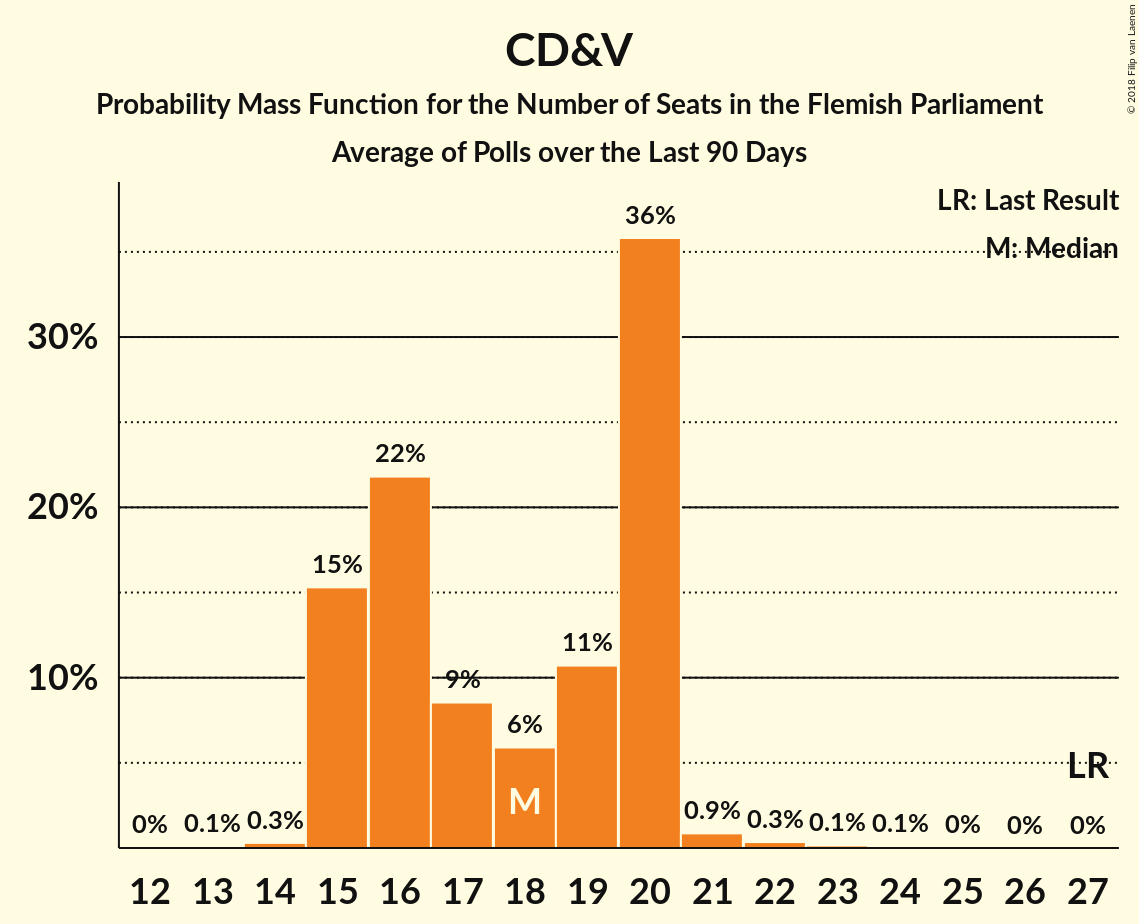 CD&V
Probability Mass Function for the Number of Seats in the Flemish Parliament
Average of Polls over the Last 90 Days
© 2018 Filip van Laenen
LR: Last Result
M: Median
36%
30%
22%
20%
15%
11%
10%
9%
6%
LR
M
0% 0.1% 0.3% 0.9% 0.3% 0.1% 0.1% 0% 0% 0%
12 13 14 15 16 17 18 19 20 21 22 23 24 25 26 27